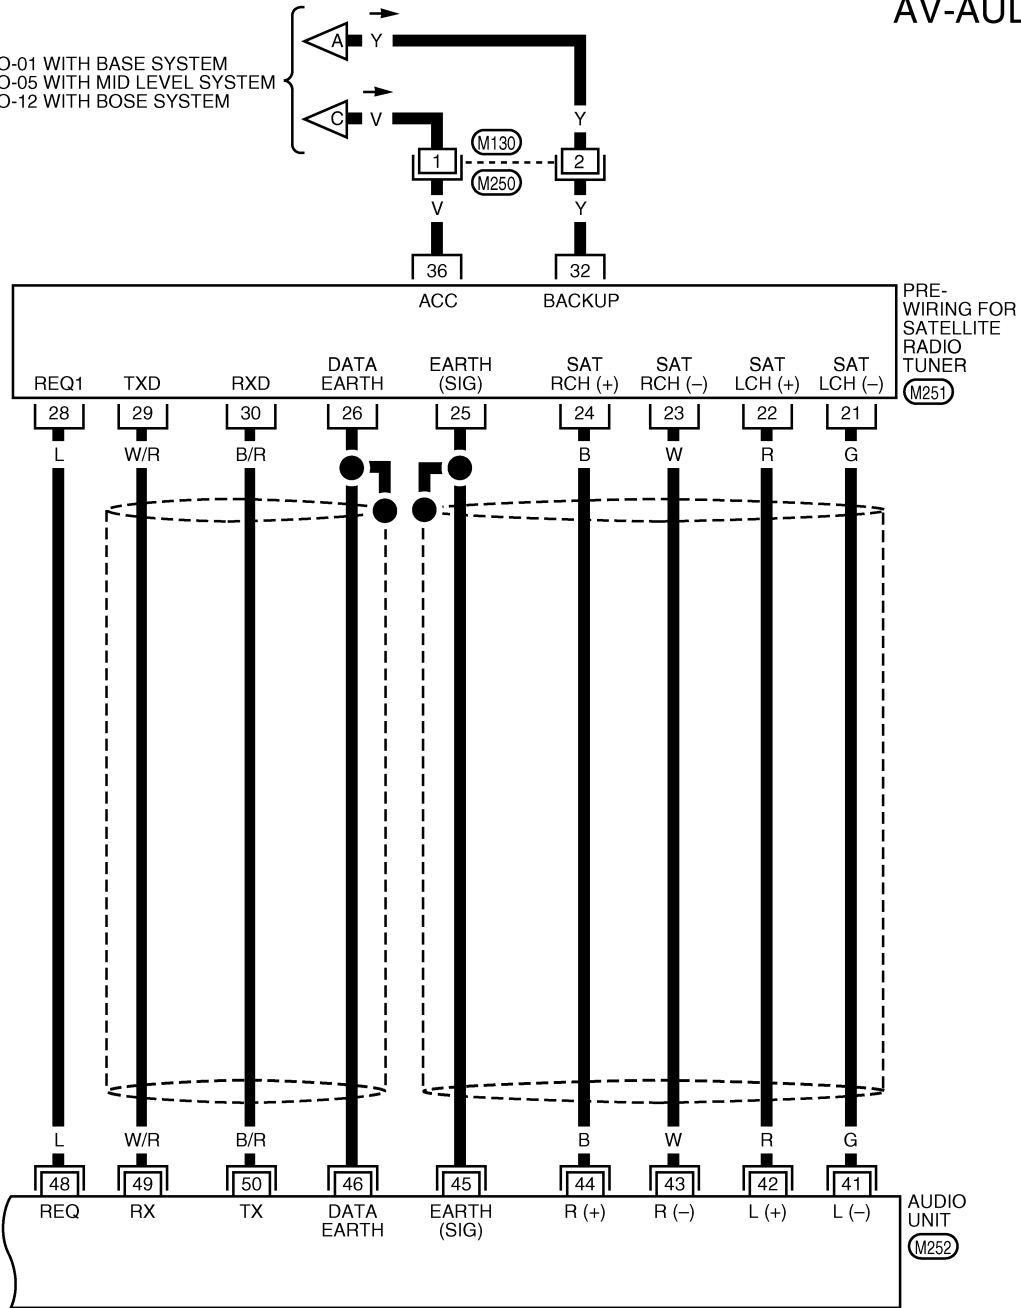 AV-AUD
A Y
O-01 WITH BASE SYSTEM
O-05 WITH MID LEVEL SYSTEM
O-12 WITH BOSE SYSTEM
C V Y
M130
1 2
M250
V Y
36 32
ACC BACKUP
PRE-
WIRING FOR
SATELLITE
RADIO
TUNER
M251
REQ1 TXD RXD DATA EARTH EARTH (SIG) SAT RCH (+) SAT RCH (–) SAT LCH (+) SAT LCH (–)
28 29 30 26 25 24 23 22 21
L W/R B/R B W R G
L W/R B/R B W R G
48 49 50 46 45 44 43 42 41
REQ RX TX DATA EARTH EARTH (SIG) R (+) R (–) L (+) L (–)
AUDIO
UNIT
M252